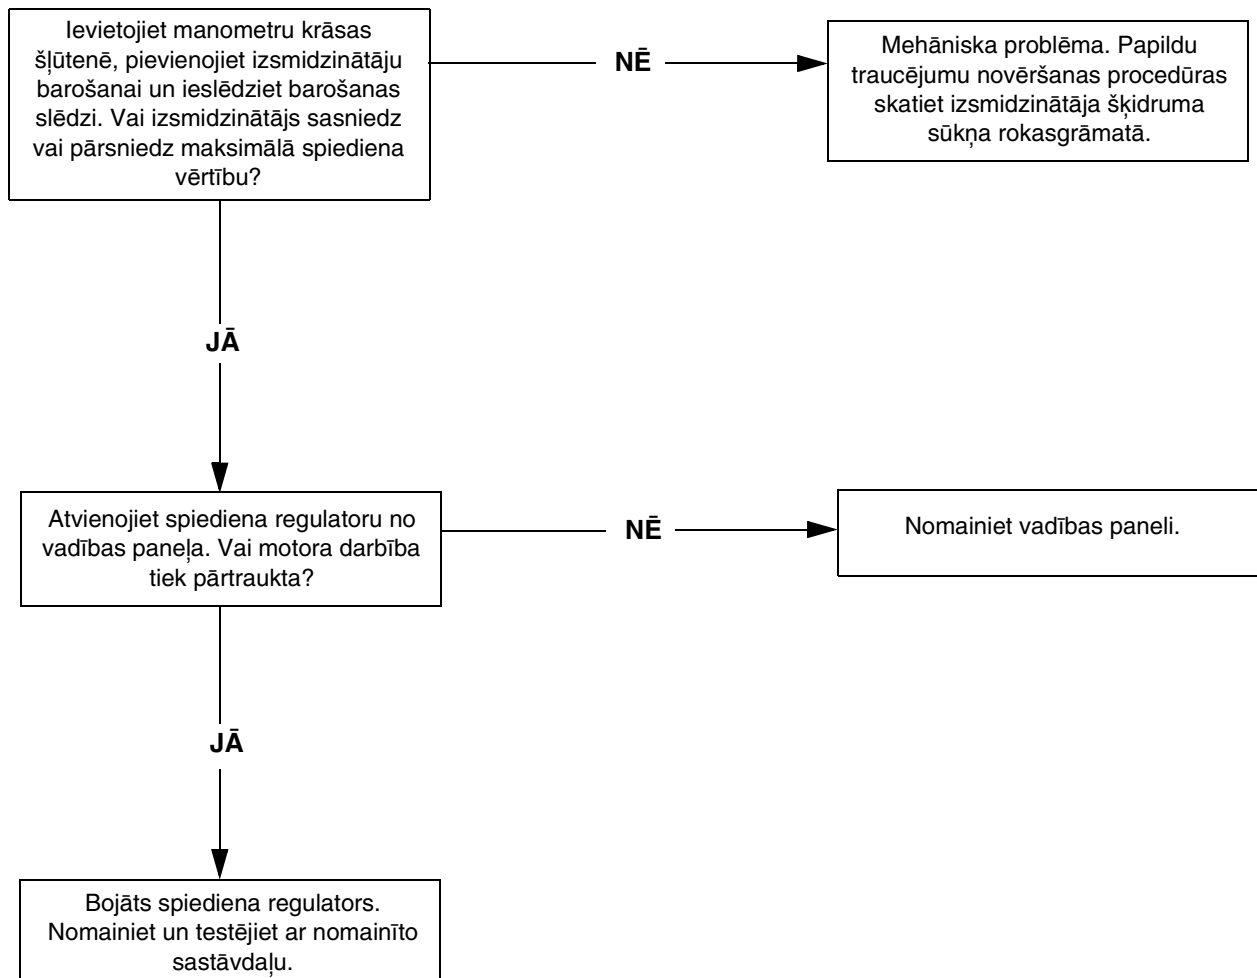 Ievietojiet manometru krāsas
šļūtenē, pievienojiet izsmidzinātāju
barošanai un ieslēdziet barošanas
slēdzi. Vai izsmidzinātājs sasniedz
vai pārsniedz maksimālā spiediena
vērtību?
NĒ
Mehāniska problēma. Papildu
traucējumu novēršanas procedūras
skatiet izsmidzinātāja šķidruma
sūkņa rokasgrāmatā.
JĀ
Atvienojiet spiediena regulatoru no
vadības paneļa. Vai motora darbība
tiek pārtraukta?
NĒ
Nomainiet vadības paneli.
JĀ
Bojāts spiediena regulators.
Nomainiet un testējiet ar nomainīto
sastāvdaļu.